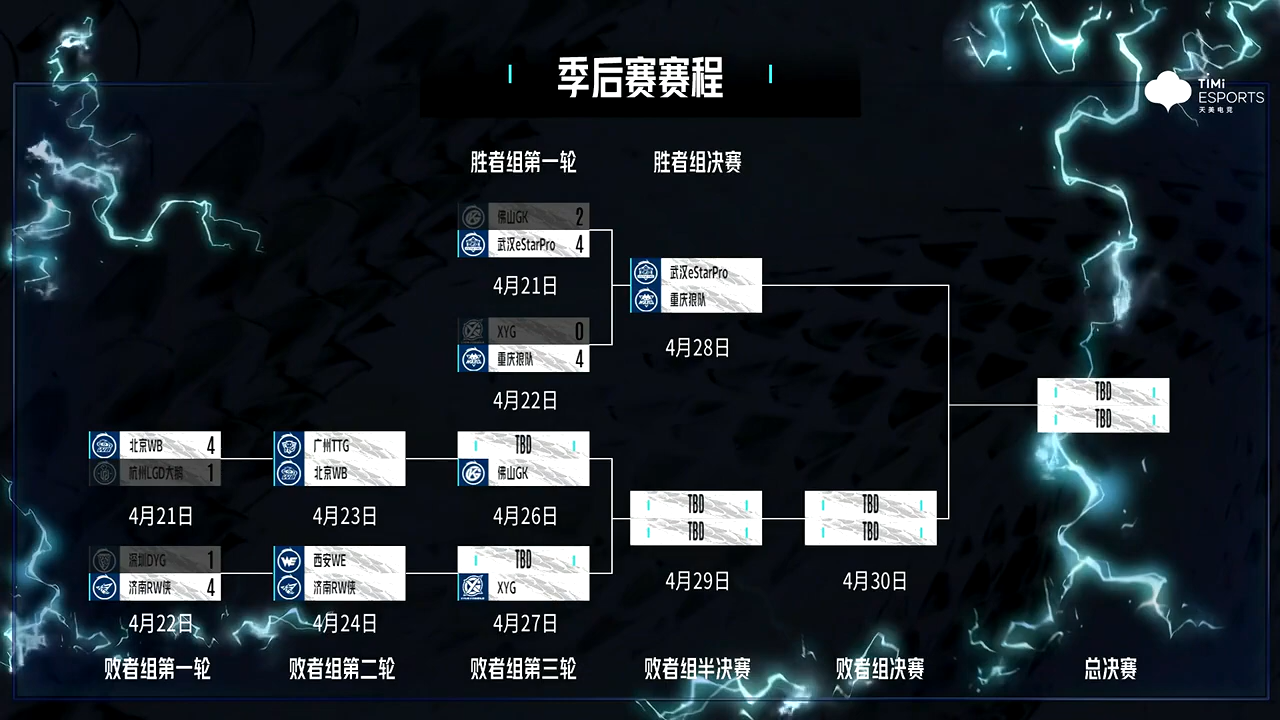 季后赛赛程
TiMi
ESPORTS
天美电竞
胜者组第一轮
胜者组决赛
佛山GK 2
武汉eStarPro 4
4月21日
武汉eStarPro
重庆狼队
4月28日
XYG 0
重庆狼队 4
4月22日
TBD
TBD
北京WB 4
杭州LGD大鹅 1
4月21日
广州TTG
北京WB
4月23日
TBD
佛山GK
4月26日
TBD
TBD
4月29日
TBD
TBD
4月30日
深圳DYG 1
济南RW侠 4
4月22日
西安WE
济南RW侠
4月24日
TBD
XYG
4月27日
败者组第一轮
败者组第二轮
败者组第三轮
败者组半决赛
败者组决赛
总决赛